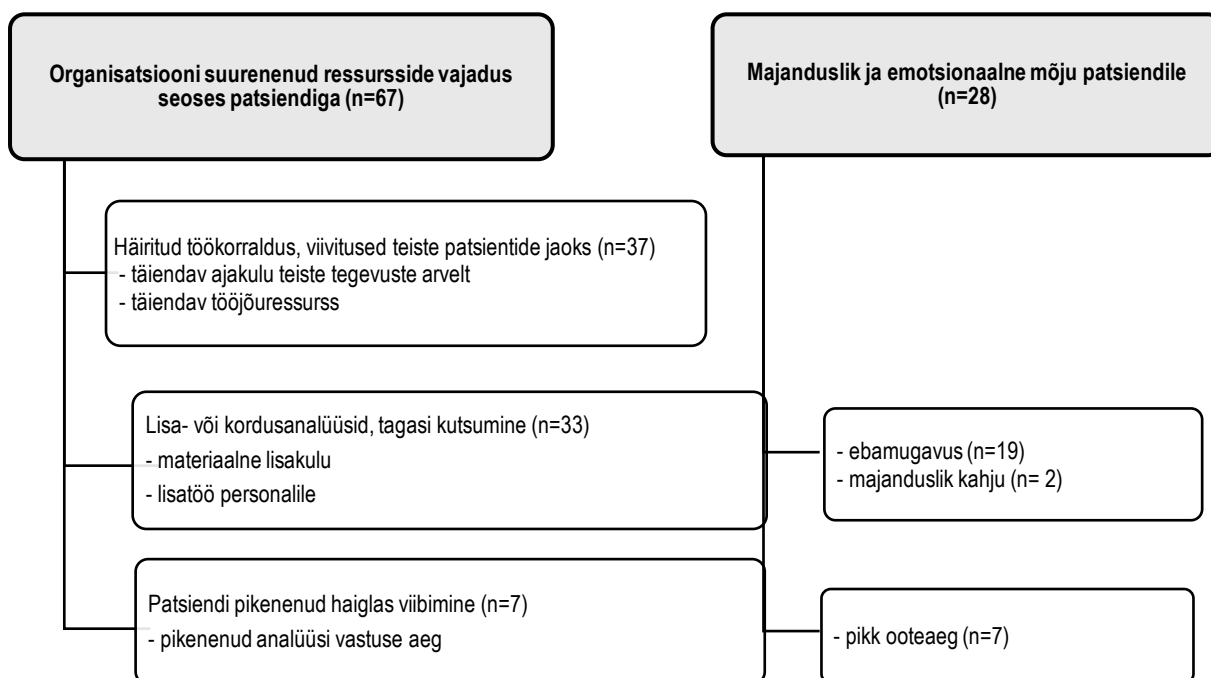 Organisatsiooni suurenenud ressursside vajadus
seoses patsiendiga (n=67)
Häiritud töökorraldus, viivitused teiste patsientide jaoks (n=37)
- täiendav ajakulu teiste tegevuste arvelt
- täiendav tööjõuressurss
Lisa- või kordusanalüüsid, tagasi kutsumine (n=33)
- materiaalne lisakulu
- lisatöö personalile
Patsiendi pikenenud haiglas viibimine (n=7)
- pikenenud analüüsi vastuse aeg
Majanduslik ja emotsionaalne mõju patsiendile
(n=28)
- ebamugavus (n=19)
- majanduslik kahju (n= 2)
- pikk ooteaeg (n=7)